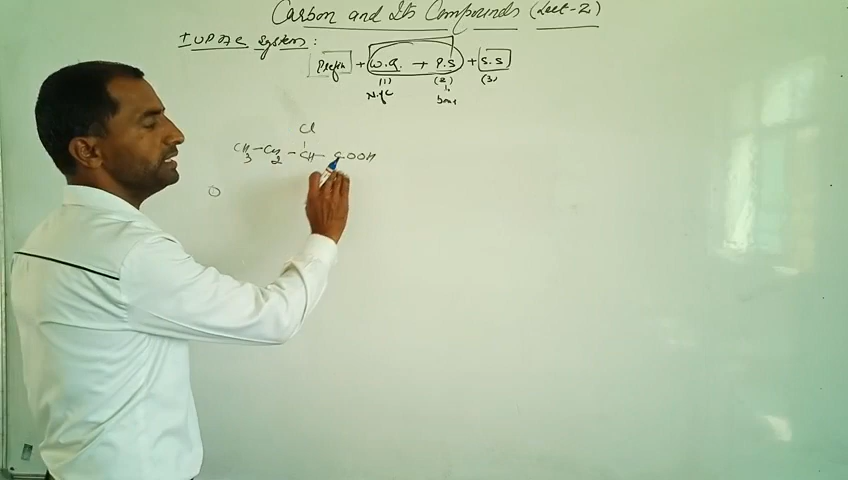 Carbon and Its Compounds (Lect-2)
IUPAC System:
Prefix + W.R. → P.S + S.S
(1) (2) (3)
N.of C bond
Cl
CH3-CH2-CH-COOH